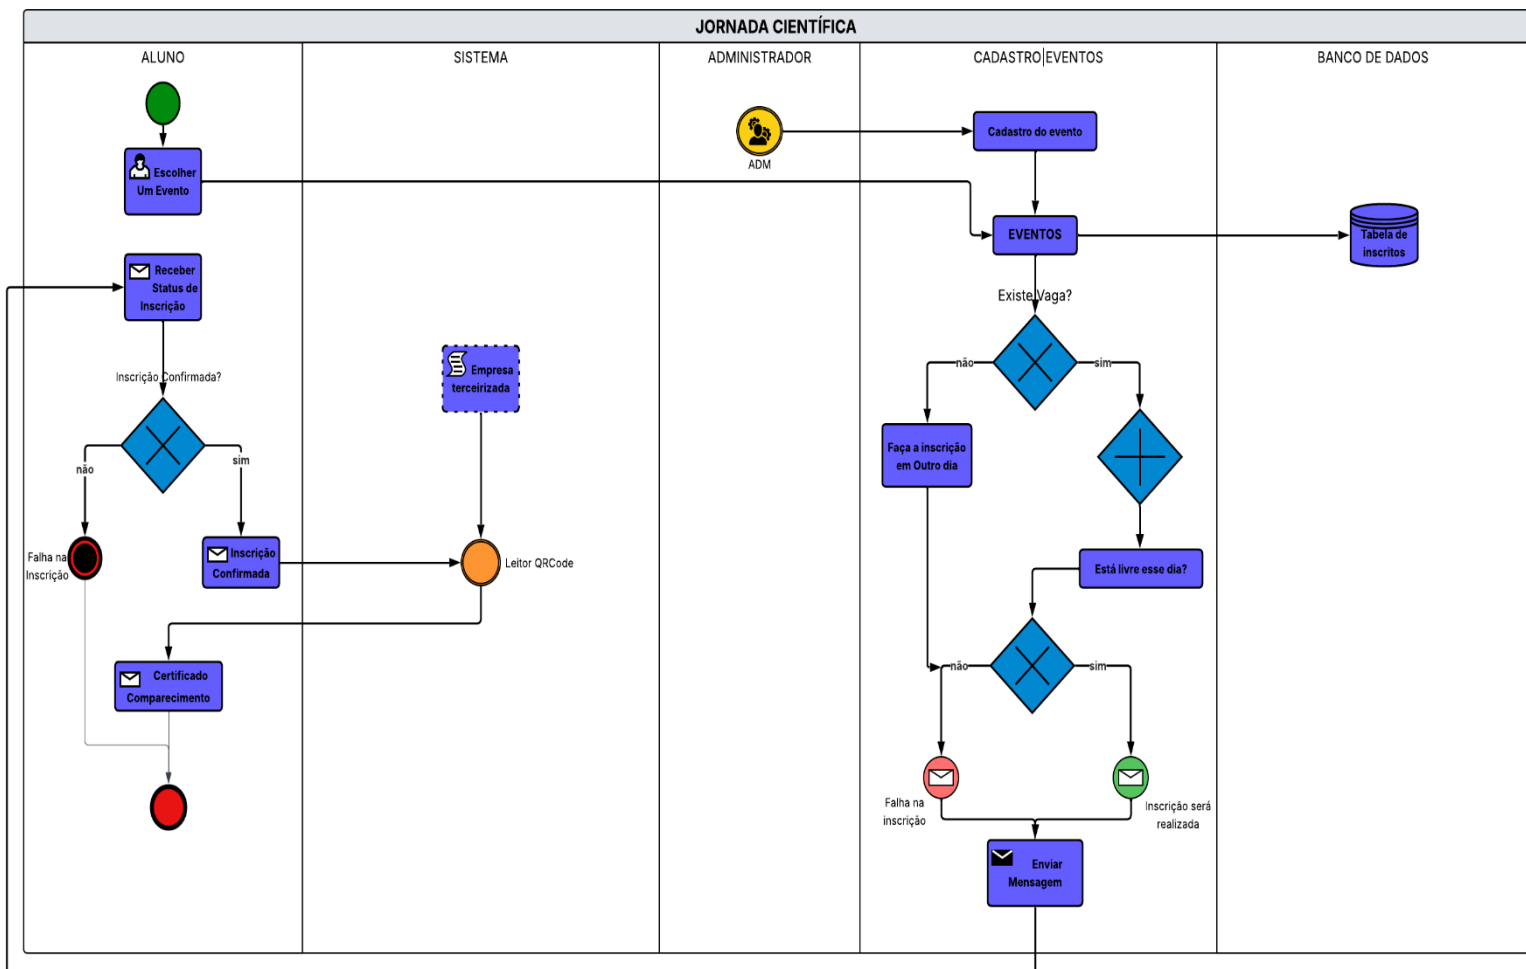 JORNADA CIENTÍFICA
ALUNO
SISTEMA
ADMINISTRADOR
CADASTRO|EVENTOS
BANCO DE DADOS
Escolher
Um Evento
Receber
Status de
Inscrição
Inscrição Confirmada?
não
sim
Falha na
Inscrição
Inscrição
Confirmada
Certificado
Comparecimento
Empresa
terceirizada
Leitor QRCode
ADM
Cadastro do evento
EVENTOS
Existe Vaga?
não
sim
Faça a inscrição
em Outro dia
Está livre esse dia?
não
sim
Falha na
inscrição
Inscrição será
realizada
Enviar
Mensagem
Tabela de
inscritos